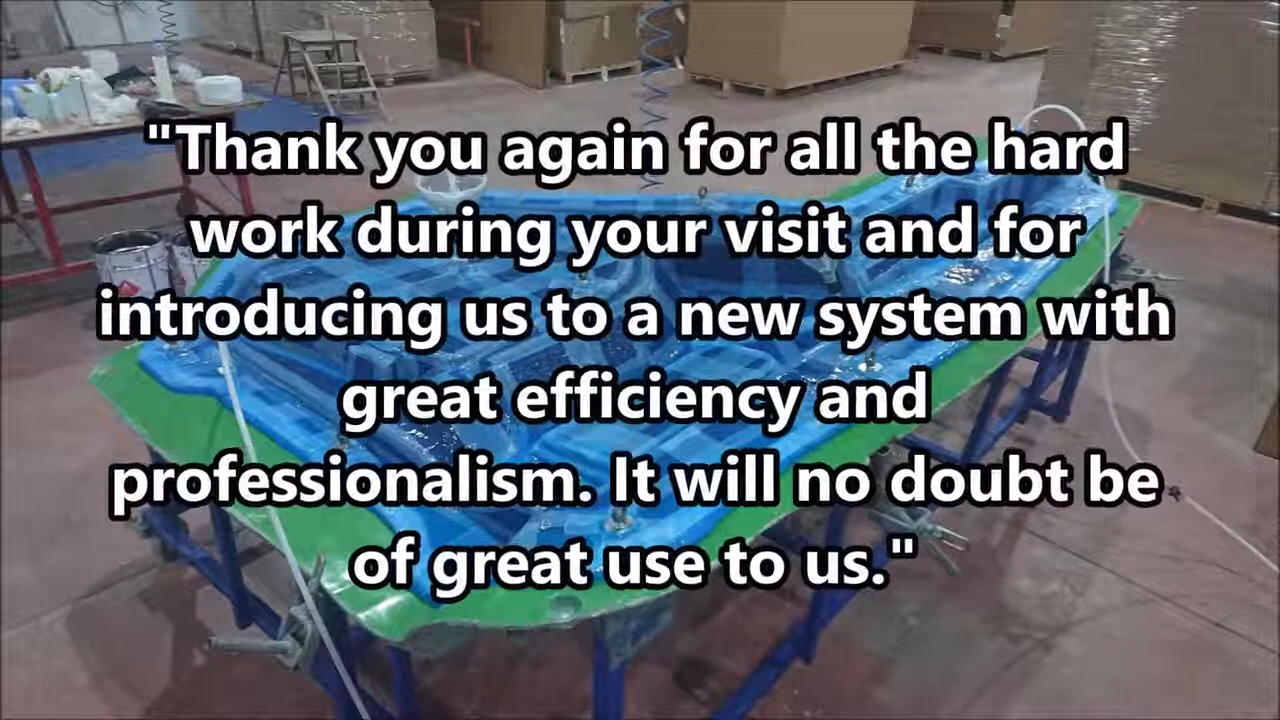 "Thank you again for all the hard
work during your visit and for
introducing us to a new system with
great efficiency and
professionalism. It will no doubt be
of great use to us."